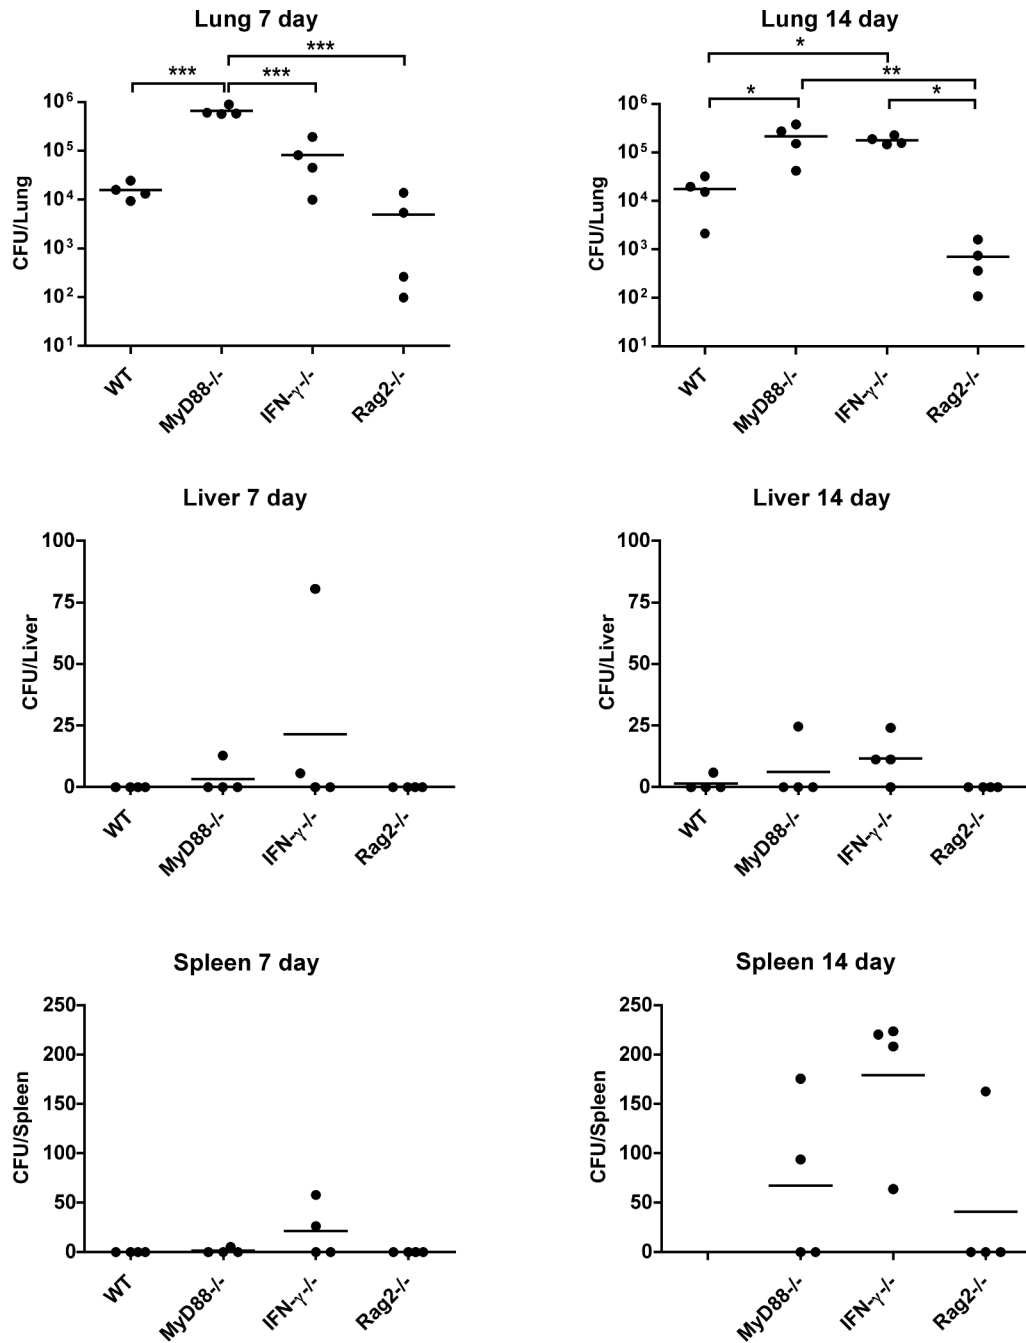 Lung 7 day
***
*** ***
CFU/Lung
10⁶
10⁵
10⁴
10³
10²
10¹
WT
MyD88-/-
IFN-γ-/-
Rag2-/-
Lung 14 day
*
**
* *
CFU/Lung
10⁶
10⁵
10⁴
10³
10²
10¹
WT
MyD88-/-
IFN-γ-/-
Rag2-/-
Liver 7 day
CFU/Liver
100
75
50
25
0
WT
MyD88-/-
IFN-γ-/-
Rag2-/-
Liver 14 day
CFU/Liver
100
75
50
25
0
WT
MyD88-/-
IFN-γ-/-
Rag2-/-
Spleen 7 day
CFU/Spleen
250
200
150
100
50
0
WT
MyD88-/-
IFN-γ-/-
Rag2-/-
Spleen 14 day
CFU/Spleen
250
200
150
100
50
0
MyD88-/-
IFN-γ-/-
Rag2-/-